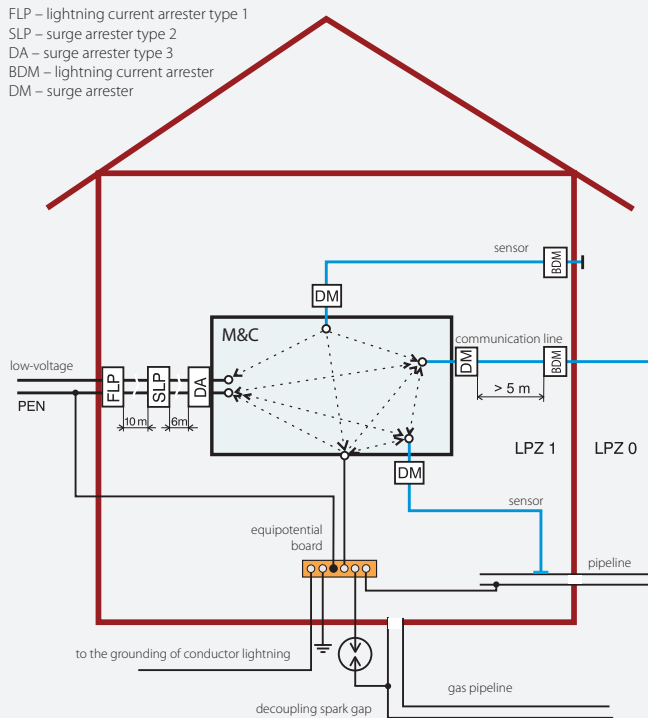 FLP – lightning current arrester type 1
SLP – surge arrester type 2
DA – surge arrester type 3
BDM – lightning current arrester
DM – surge arrester
sensor
BDM
DM
M&C
communication line
low-voltage
FLP
SLP
DA
DM
BDM
PEN
> 5 m
10 m
6m
LPZ 1
LPZ 0
DM
sensor
equipotential
board
pipeline
to the grounding of conductor lightning
gas pipeline
decoupling spark gap